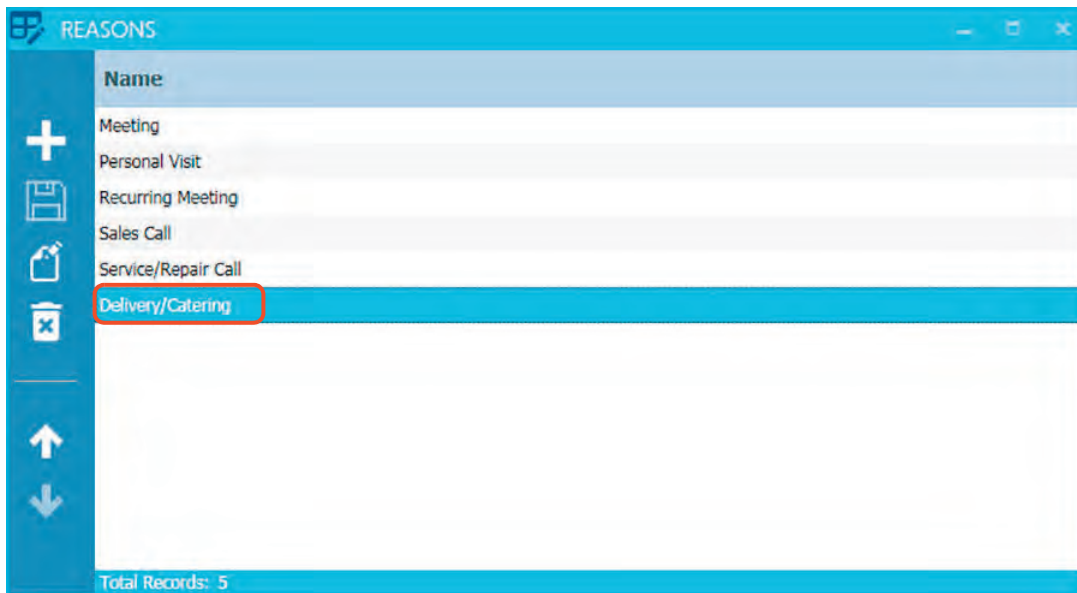 REASONS
Name
Meeting
Personal Visit
Recurring Meeting
Sales Call
Service/Repair Call
Delivery/Catering
Total Records: 5